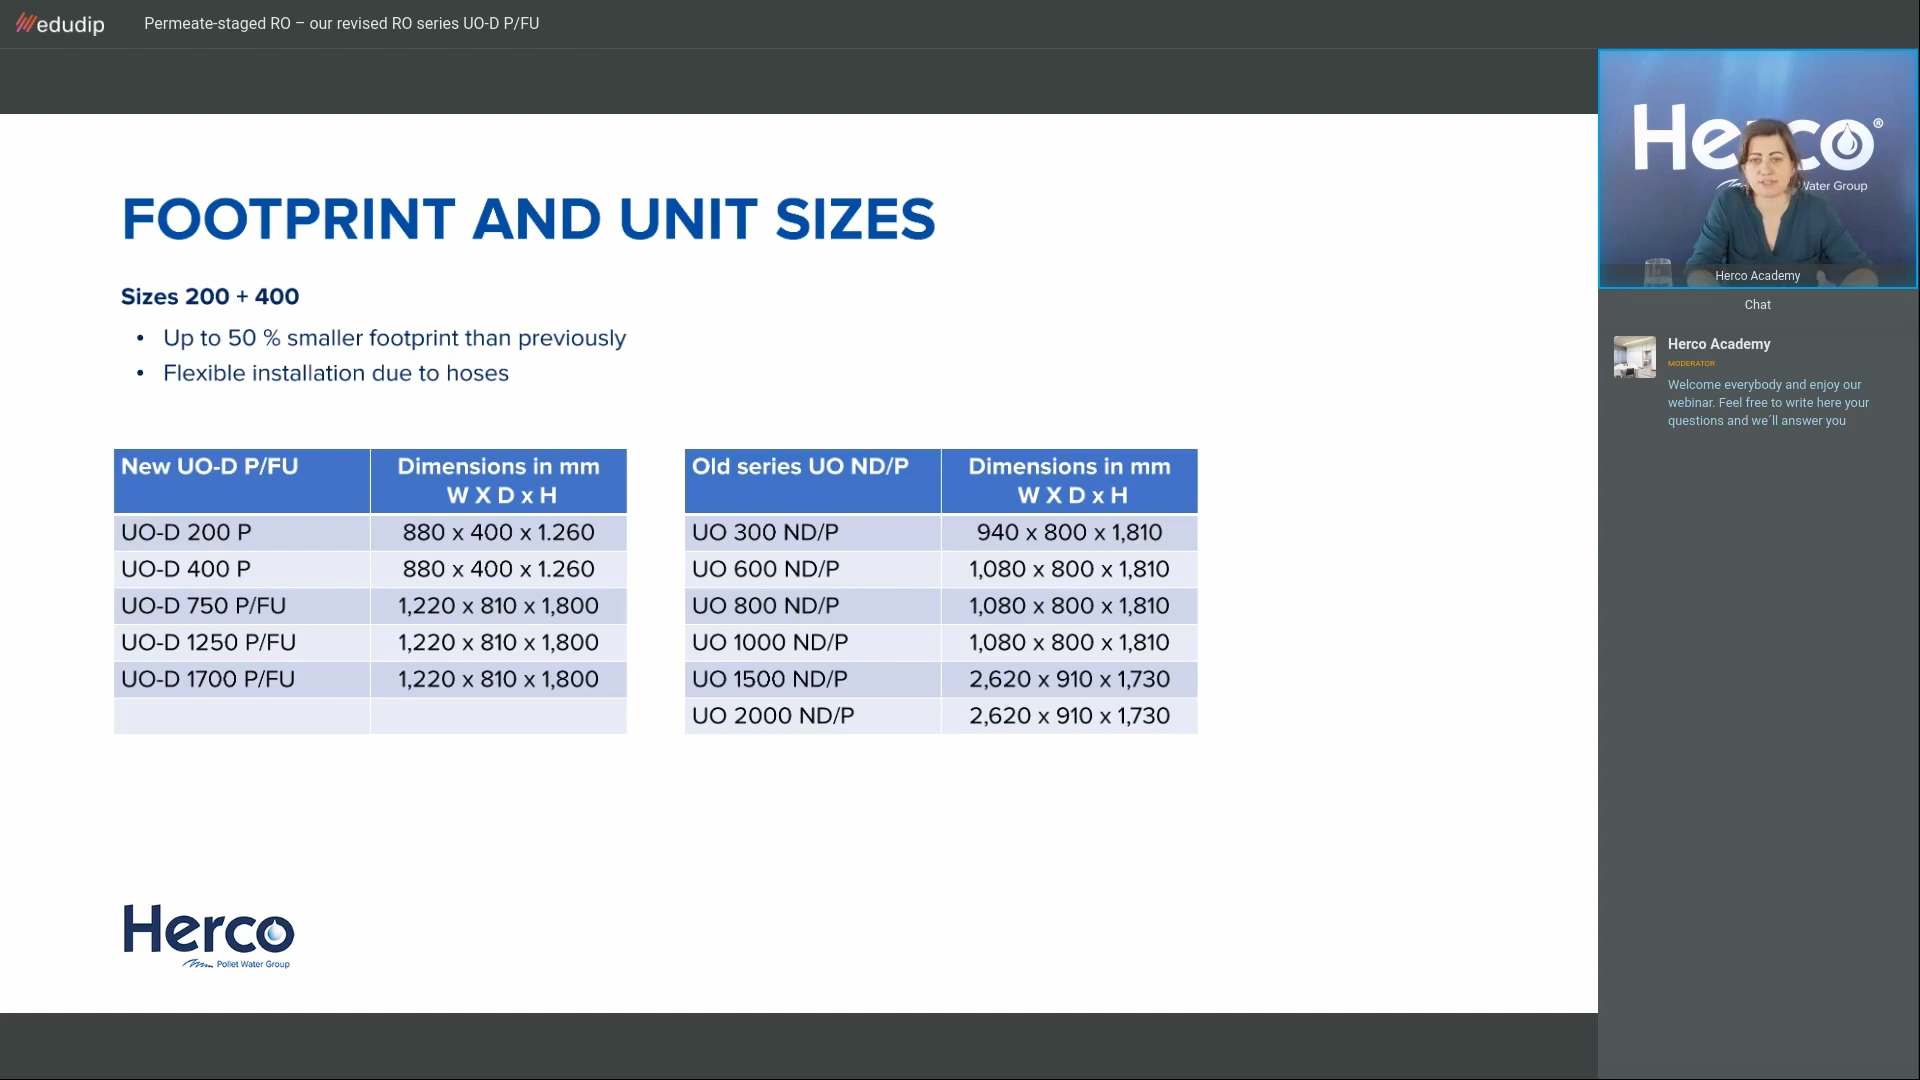 edudip
Permeate-staged RO – our revised RO series UO-D P/FU
FOOTPRINT AND UNIT SIZES
Sizes 200 + 400
• Up to 50 % smaller footprint than previously
• Flexible installation due to hoses
New UO-D P/FU
Dimensions in mm
W X D x H
UO-D 200 P
880 x 400 x 1.260
UO-D 400 P
880 x 400 x 1.260
UO-D 750 P/FU
1,220 x 810 x 1,800
UO-D 1250 P/FU
1,220 x 810 x 1,800
UO-D 1700 P/FU
1,220 x 810 x 1,800
Old series UO ND/P
Dimensions in mm
W X D x H
UO 300 ND/P
940 x 800 x 1,810
UO 600 ND/P
1,080 x 800 x 1,810
UO 800 ND/P
1,080 x 800 x 1,810
UO 1000 ND/P
1,080 x 800 x 1,810
UO 1500 ND/P
2,620 x 910 x 1,730
UO 2000 ND/P
2,620 x 910 x 1,730
Herco
Pollet Water Group
He co®
Water Group
Herco Academy
Chat
Herco Academy
MODERATOR
Welcome everybody and enjoy our
webinar. Feel free to write here your
questions and we´ll answer you